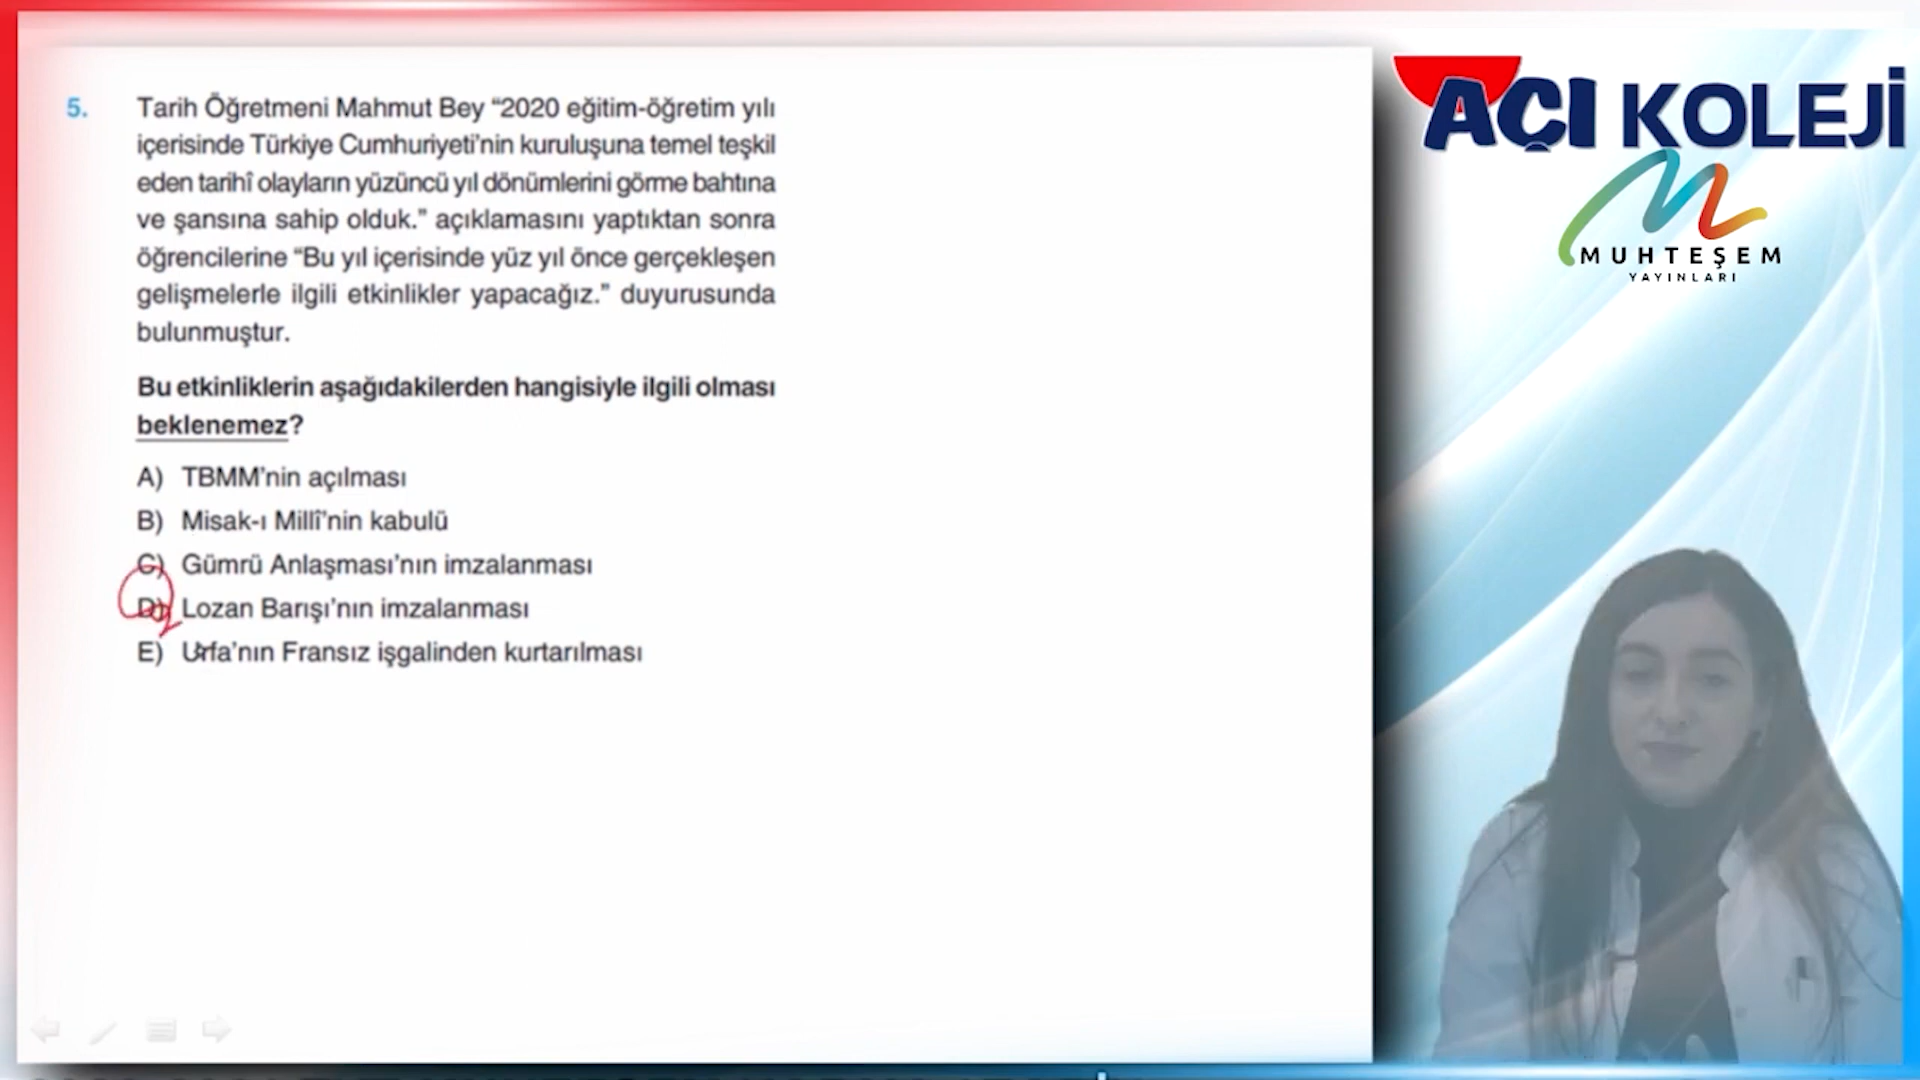 AÇI KOLEJİ
MUHTEŞEM
YAYINLARI
5. Tarih Öğretmeni Mahmut Bey “2020 eğitim-öğretim yılı
içerisinde Türkiye Cumhuriyeti’nin kuruluşuna temel teşkil
eden tarihî olayların yüzüncü yıl dönümlerini görme bahtına
ve şansına sahip olduk.” açıklamasını yaptıktan sonra
öğrencilerine “Bu yıl içerisinde yüz yıl önce gerçekleşen
gelişmelerle ilgili etkinlikler yapacağız.” duyurusunda
bulunmuştur.
Bu etkinliklerin aşağıdakilerden hangisiyle ilgili olması
beklenemez?
A) TBMM’nin açılması
B) Misak-ı Millî’nin kabulü
C) Gümrü Anlaşması’nın imzalanması
D) Lozan Barışı’nın imzalanması
E) Urfa’nın Fransız işgalinden kurtarılması